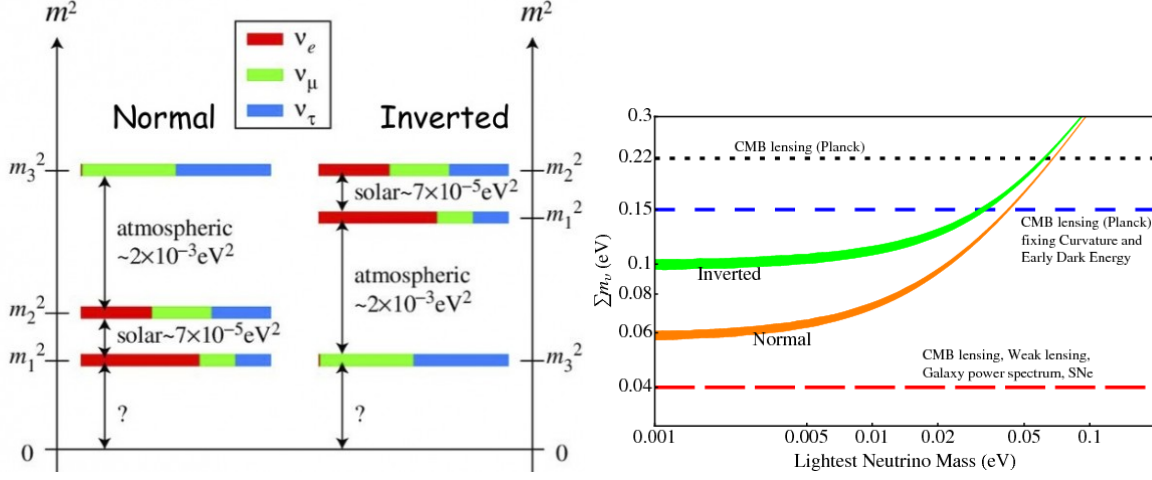 m²
m²
νₑ
ν_μ
ν_τ
Normal
Inverted
m₃²
m₂²
solar~7×10⁻⁵eV²
m₁²
atmospheric
~2×10⁻³eV²
atmospheric
~2×10⁻³eV²
m₂²
solar~7×10⁻⁵eV²
m₁²
m₃²
?
?
0
0
0.3
0.22
0.15
0.1
0.08
0.06
0.04
Σmᵥ (eV)
CMB lensing (Planck)
CMB lensing (Planck)
fixing Curvature and
Early Dark Energy
Inverted
Normal
CMB lensing, Weak lensing,
Galaxy power spectrum, SNe
0.001
0.005
0.01
0.02
0.05
0.1
Lightest Neutrino Mass (eV)